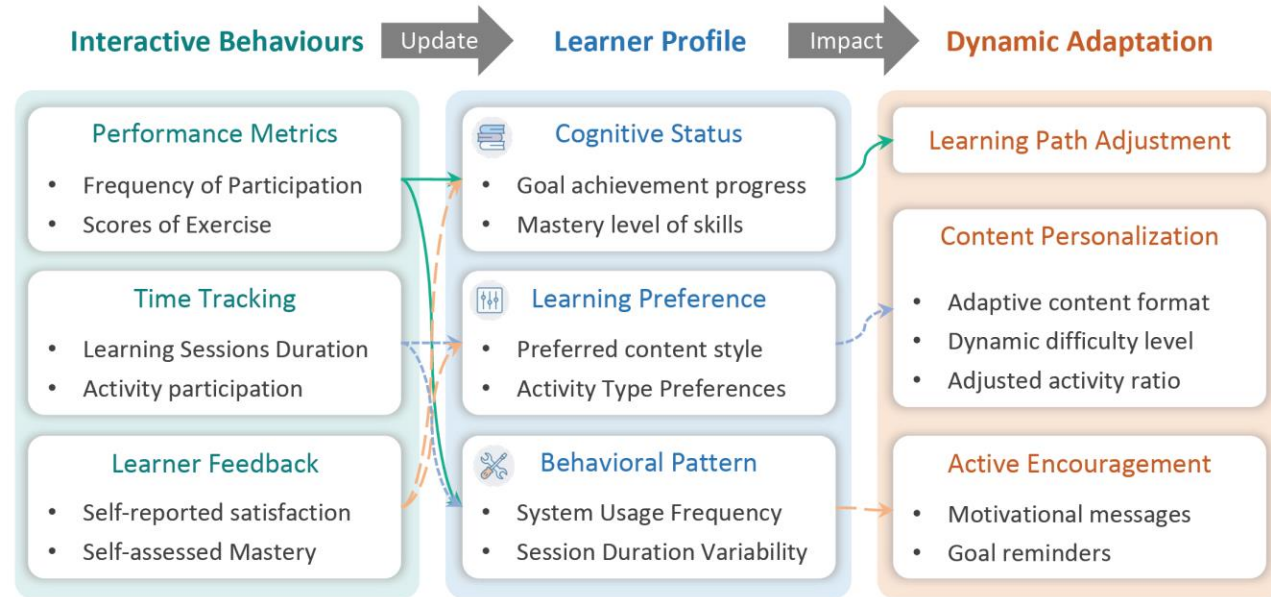 Interactive Behaviours
Update
Learner Profile
Impact
Dynamic Adaptation
Performance Metrics
• Frequency of Participation
• Scores of Exercise
Time Tracking
• Learning Sessions Duration
• Activity participation
Learner Feedback
• Self-reported satisfaction
• Self-assessed Mastery
Cognitive Status
• Goal achievement progress
• Mastery level of skills
Learning Preference
• Preferred content style
• Activity Type Preferences
Behavioral Pattern
• System Usage Frequency
• Session Duration Variability
Learning Path Adjustment
Content Personalization
• Adaptive content format
• Dynamic difficulty level
• Adjusted activity ratio
Active Encouragement
• Motivational messages
• Goal reminders